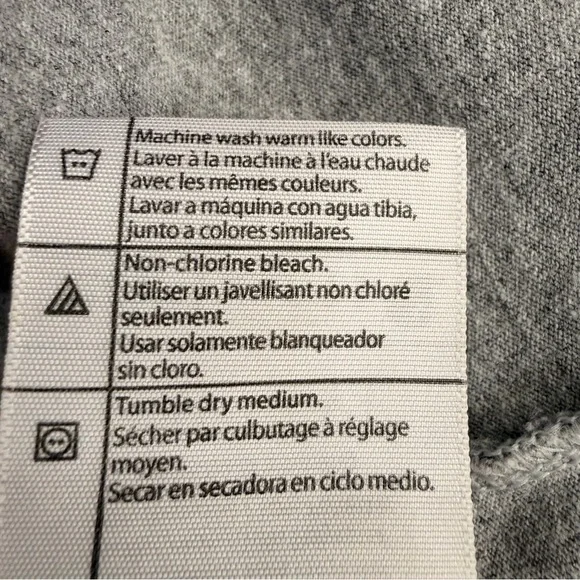 Machine wash warm like colors.
Laver à la machine à l'eau chaude
avec les mêmes couleurs.
Lavar a máquina con agua tibia,
junto a colores similares.
Non-chlorine bleach.
Utiliser un javellisant non chloré
seulement.
Usar solamente blanqueador
sin cloro.
Tumble dry medium.
Sécher par culbutage à réglage
moyen.
Secar en secadora en ciclo medio.